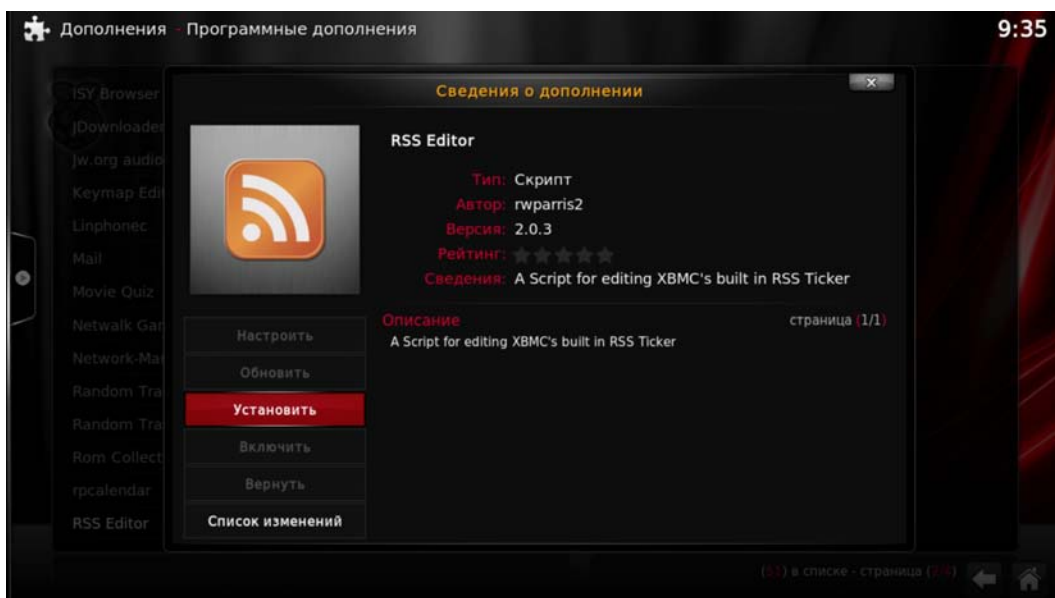 Дополнения - Программные дополнения
9:35
Сведения о дополнении
ISY Browser
JDownloader
Jw.org audio
Keymap Edi
Linphonec
Mail
Movie Quiz
Netwalk Gar
Network-Ma
Random Tra
Random Tra
Rom Collect
rpcalendar
RSS Editor
RSS Editor
Тип: Скрипт
Автор: rwparris2
Версия: 2.0.3
Рейтинг:
Сведения: A Script for editing XBMC's built in RSS Ticker
Описание
страница (1/1)
A Script for editing XBMC's built in RSS Ticker
Настроить
Обновить
Установить
Включить
Вернуть
Список изменений
) в списке - страница (